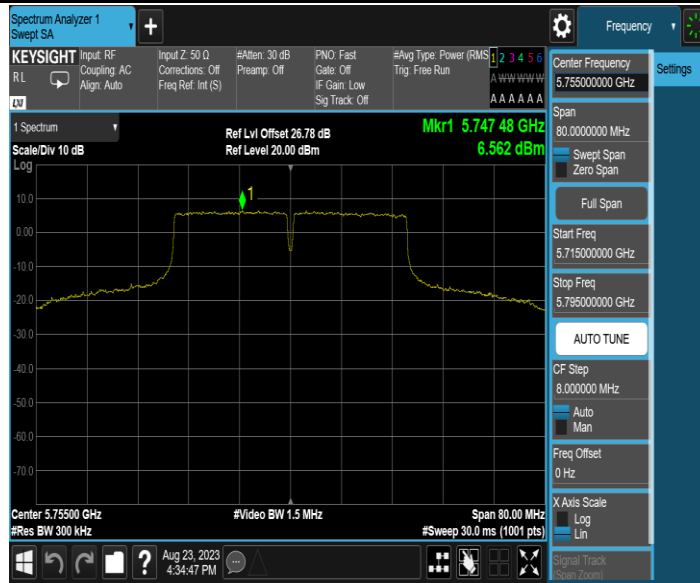 Spectrum Analyzer 1
Swept SA
Frequency
KEYSIGHT
RL
LXI
Input: RF
Coupling: AC
Align: Auto
Input Z: 50 Ω
Corrections: Off
Freq Ref: Int (S)
#Atten: 30 dB
Preamp: Off
PNO: Fast
Gate: Off
IF Gain: Low
Sig Track: Off
#Avg Type: Power (RMS
Trig: Free Run
1 2 3 4 5 6
A W W W W W
A A A A A A
1 Spectrum
Scale/Div 10 dB
Log
Ref Lvl Offset 26.78 dB
Ref Level 20.00 dBm
Mkr1 5.747 48 GHz
6.562 dBm
1
10.0
0.00
-10.0
-20.0
-30.0
-40.0
-50.0
-60.0
-70.0
Center 5.75500 GHz
#Res BW 300 kHz
#Video BW 1.5 MHz
Span 80.00 MHz
#Sweep 30.0 ms (1001 pts)
?
Aug 23, 2023
4:34:47 PM
Center Frequency
5.755000000 GHz
Settings
Span
80.0000000 MHz
Swept Span
Zero Span
Full Span
Start Freq
5.715000000 GHz
Stop Freq
5.795000000 GHz
AUTO TUNE
CF Step
8.000000 MHz
Auto
Man
Freq Offset
0 Hz
X Axis Scale
Log
Lin
Signal Track
(Span Zoom)